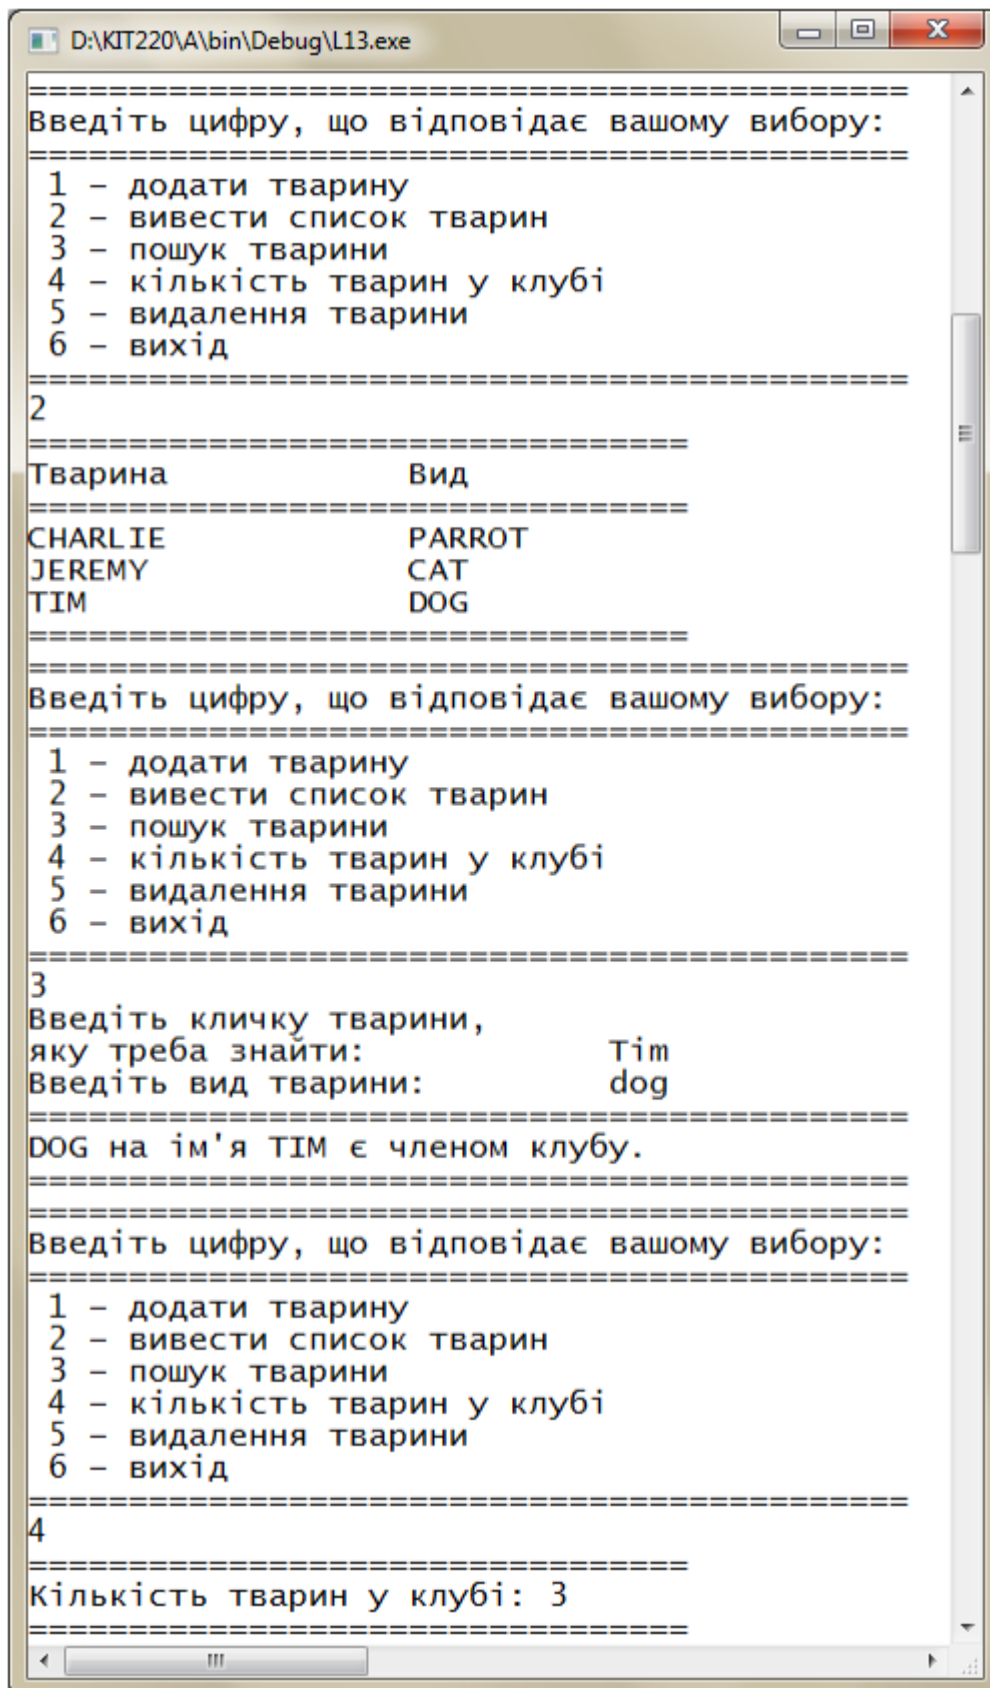 D:\KIT220\A\bin\Debug\L13.exe
============================================
Введіть цифру, що відповідає вашому вибору:
============================================
1 – додати тварину
2 – вивести список тварин
3 – пошук тварини
4 – кількість тварин у клубі
5 – видалення тварини
6 – вихід
============================================
2
=================================
Тварина            Вид
=================================
CHARLIE            PARROT
JEREMY             CAT
TIM                DOG
=================================
============================================
Введіть цифру, що відповідає вашому вибору:
============================================
1 – додати тварину
2 – вивести список тварин
3 – пошук тварини
4 – кількість тварин у клубі
5 – видалення тварини
6 – вихід
============================================
3
Введіть кличку тварини,
яку треба знайти:            Tim
Введіть вид тварини:         dog
============================================
DOG на ім'я TIM є членом клубу.
============================================
============================================
Введіть цифру, що відповідає вашому вибору:
============================================
1 – додати тварину
2 – вивести список тварин
3 – пошук тварини
4 – кількість тварин у клубі
5 – видалення тварини
6 – вихід
============================================
4
=================================
Кількість тварин у клубі: 3
=================================